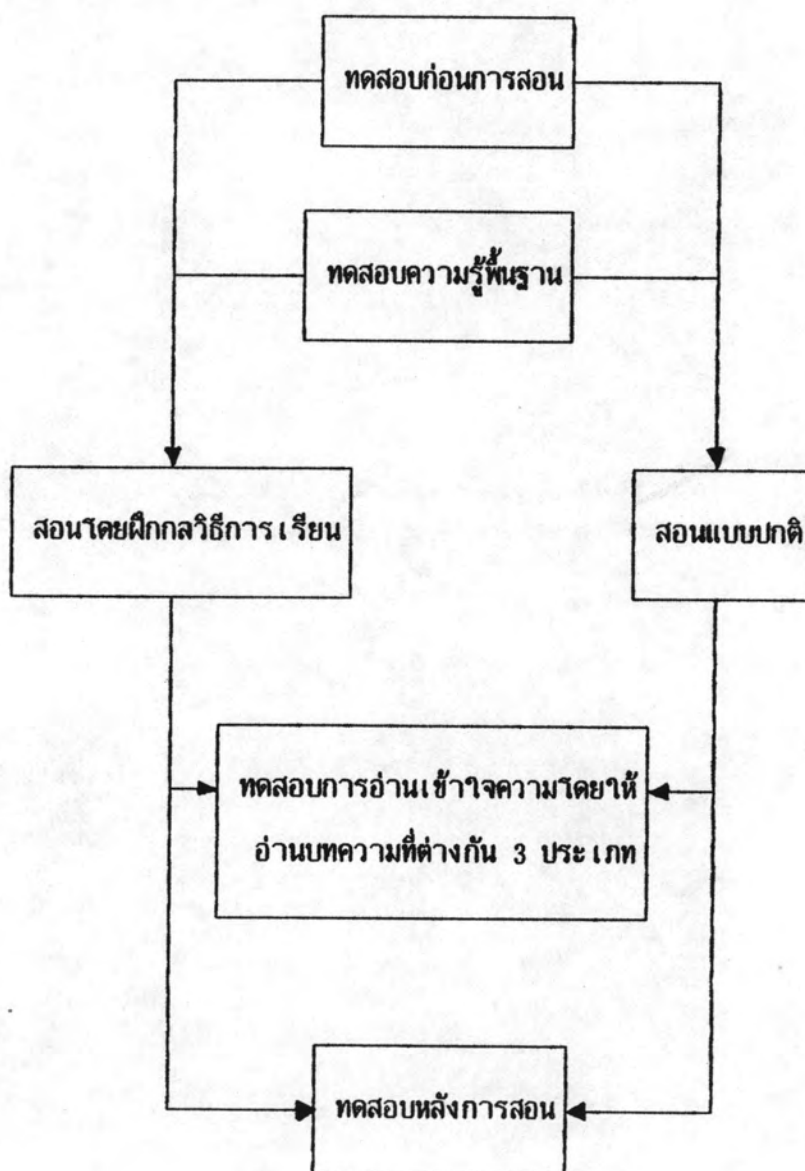 ทดสอบก่อนการสอน
ทดสอบความรู้พื้นฐาน
สอนโดยฝึกกลวิธีการเรียน
สอนแบบปกติ
ทดสอบการอ่านเข้าใจความโดยให้
อ่านบทความที่ต่างกัน 3 ประเภท
ทดสอบหลังการสอน